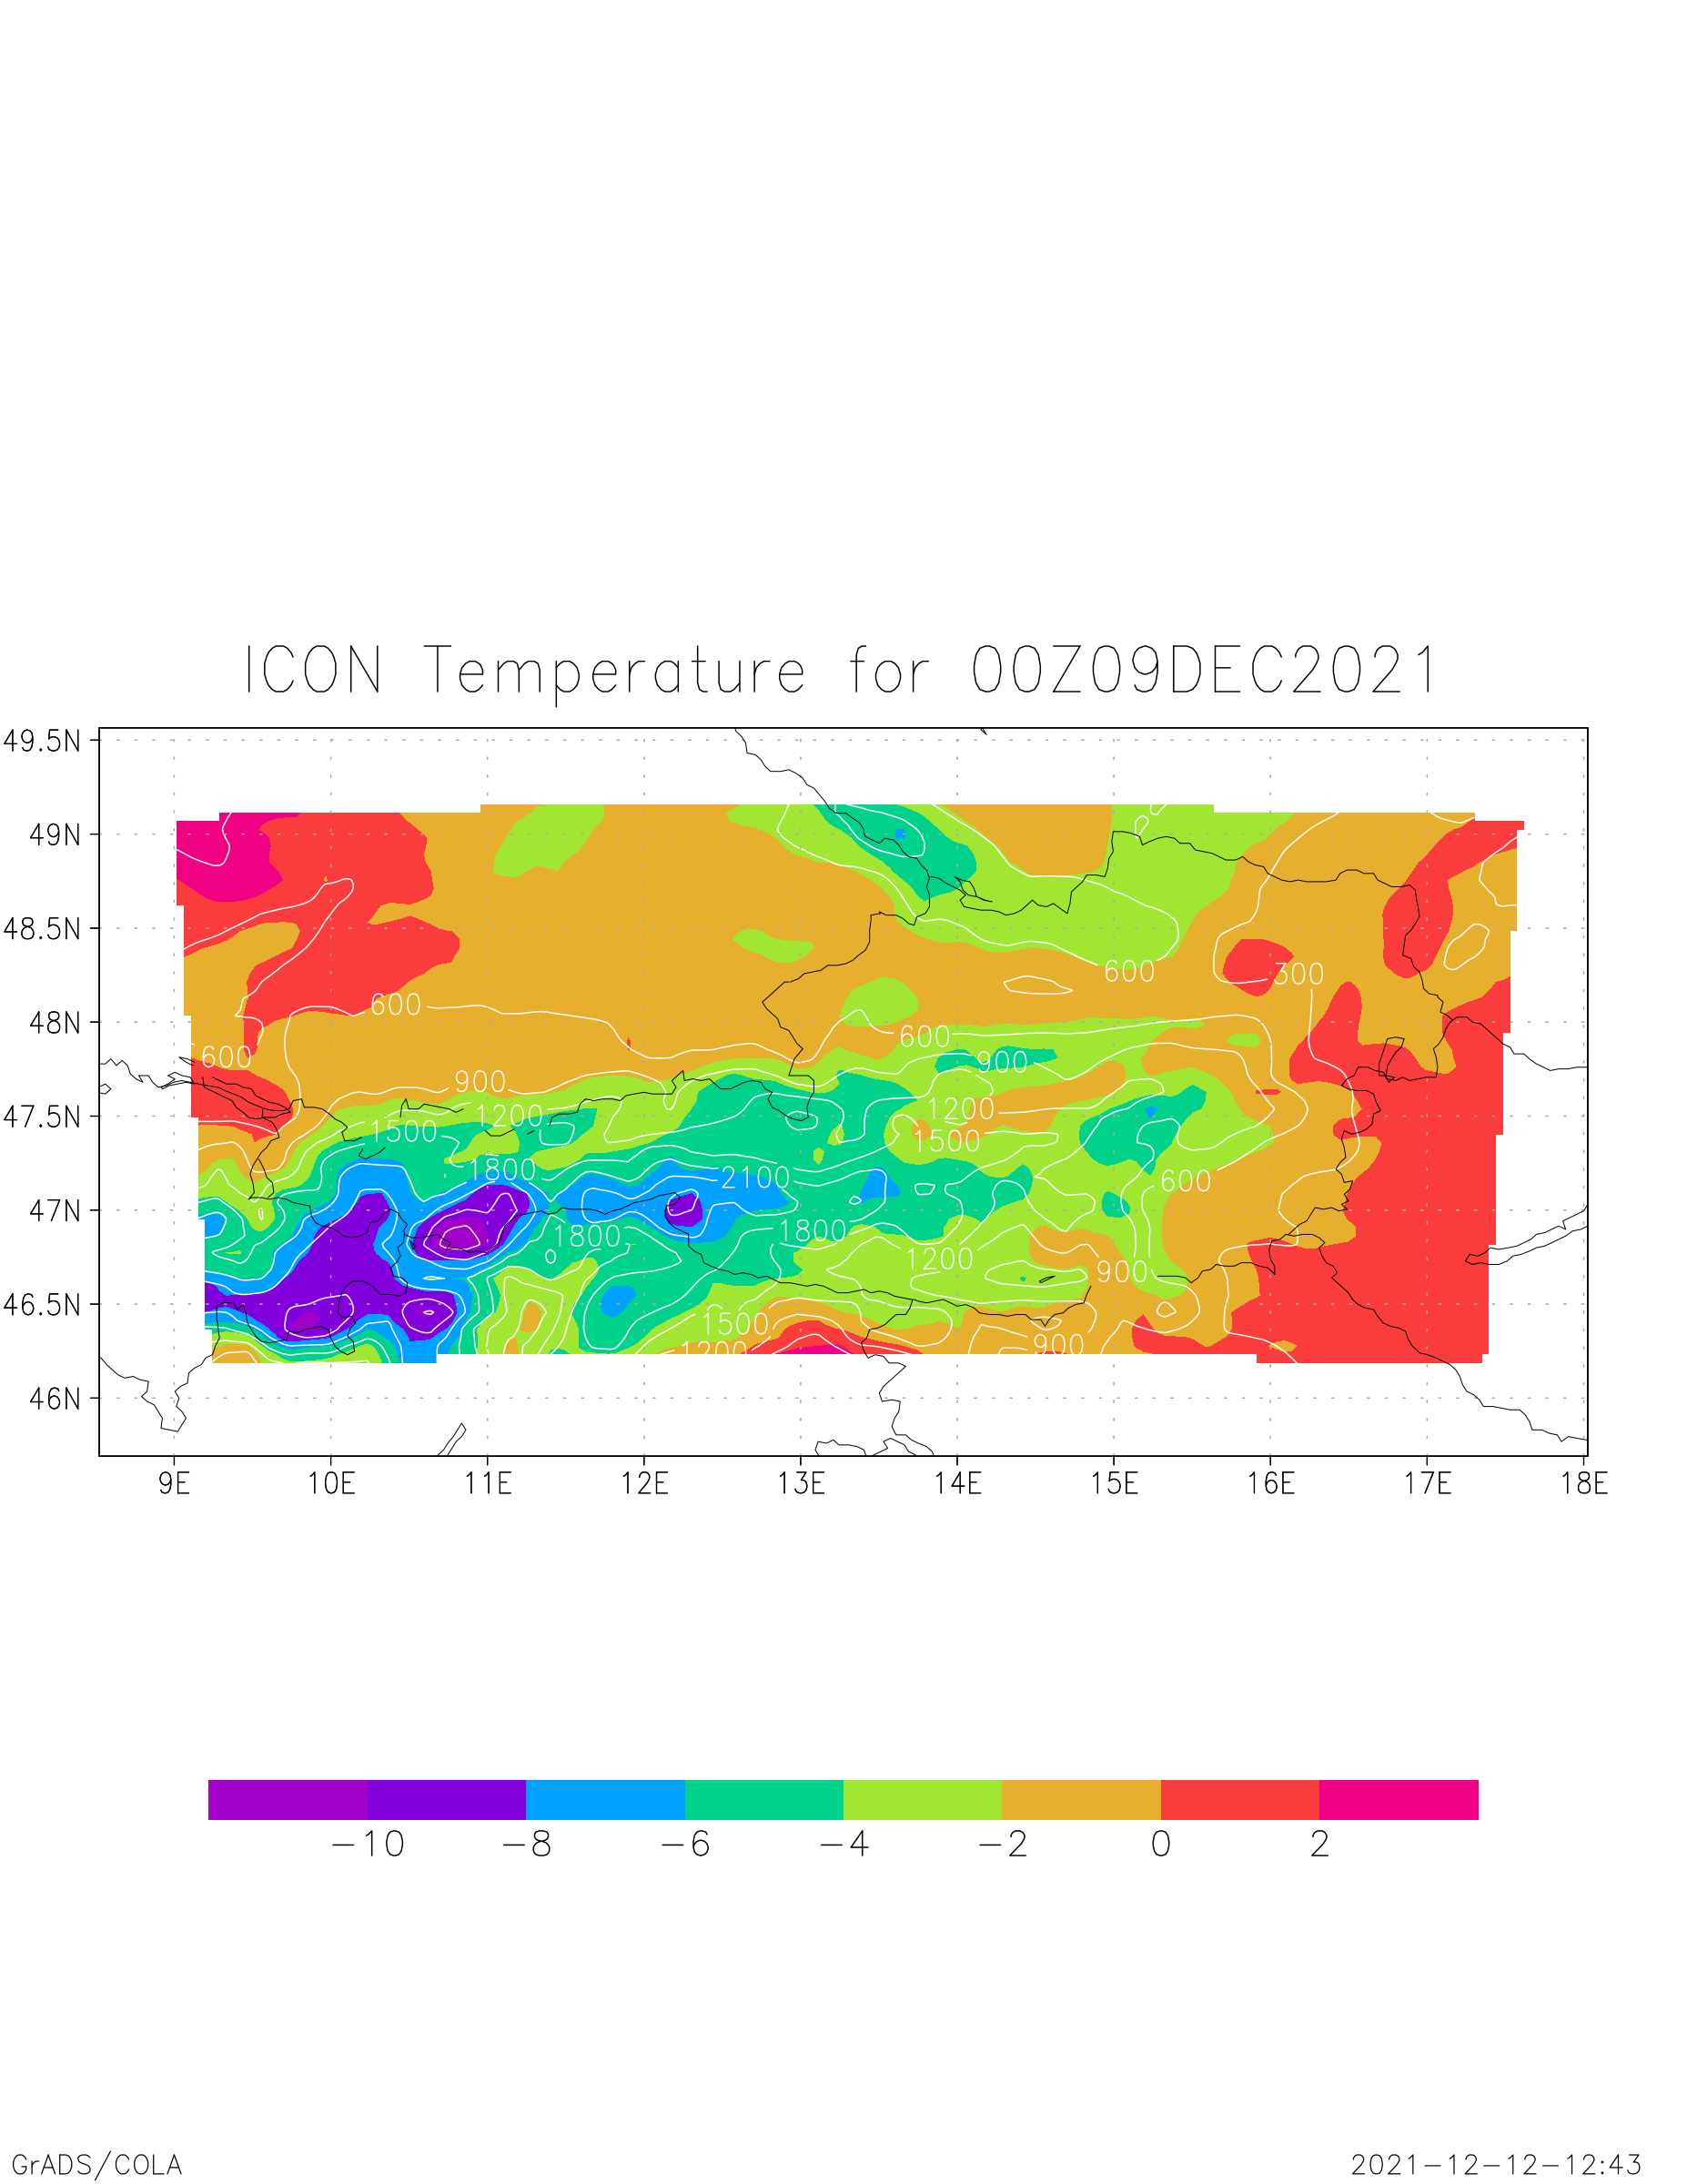 ICON Temperature for 00Z09DEC2021
49.5N
49N
48.5N
48N
47.5N
47N
46.5N
46N
600
300
600
600
600
900
900
1200
1200
1500
1500
1800
2100
600
1800
1800
1200
900
1500
1200
900
9E 10E 11E 12E 13E 14E 15E 16E 17E 18E
-10 -8 -6 -4 -2 0 2
GrADS/COLA 2021-12-12-12:43